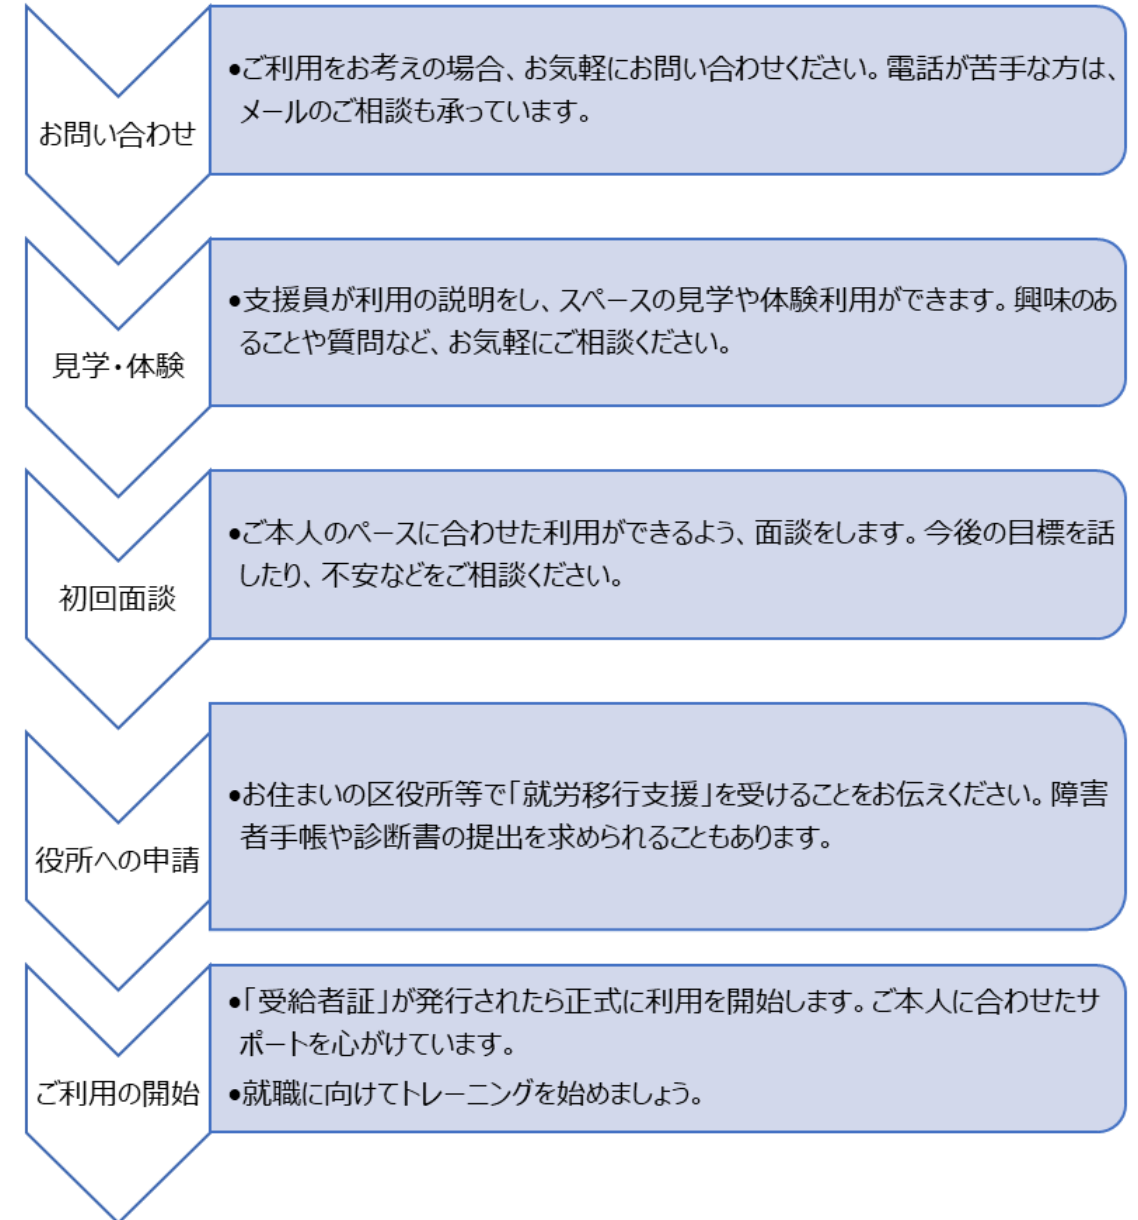 お問い合わせ
•ご利用をお考えの場合、お気軽にお問い合わせください。電話が苦手な方は、
メールのご相談も承っています。
見学・体験
•支援員が利用の説明をし、スペースの見学や体験利用ができます。興味のあ
ることや質問など、お気軽にご相談ください。
初回面談
•ご本人のペースに合わせた利用ができるよう、面談をします。今後の目標を話
したり、不安などをご相談ください。
役所への申請
•お住まいの区役所等で「就労移行支援」を受けることをお伝えください。障害
者手帳や診断書の提出を求められることもあります。
ご利用の開始
•「受給者証」が発行されたら正式に利用を開始します。ご本人に合わせたサ
ポートを心がけています。
•就職に向けてトレーニングを始めましょう。